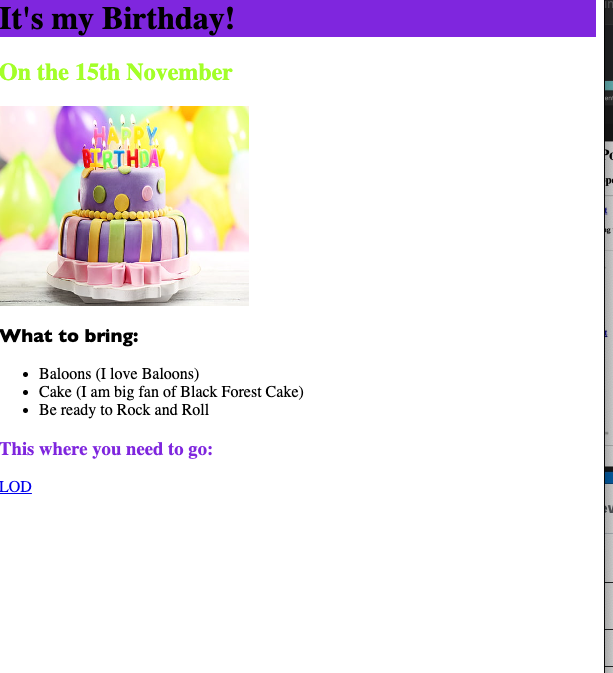 It's my Birthday!
On the 15th November
HAPPY
BIRTHDAY
What to bring:
Baloons (I love Baloons)
Cake (I am big fan of Black Forest Cake)
Be ready to Rock and Roll
This where you need to go:
LOD